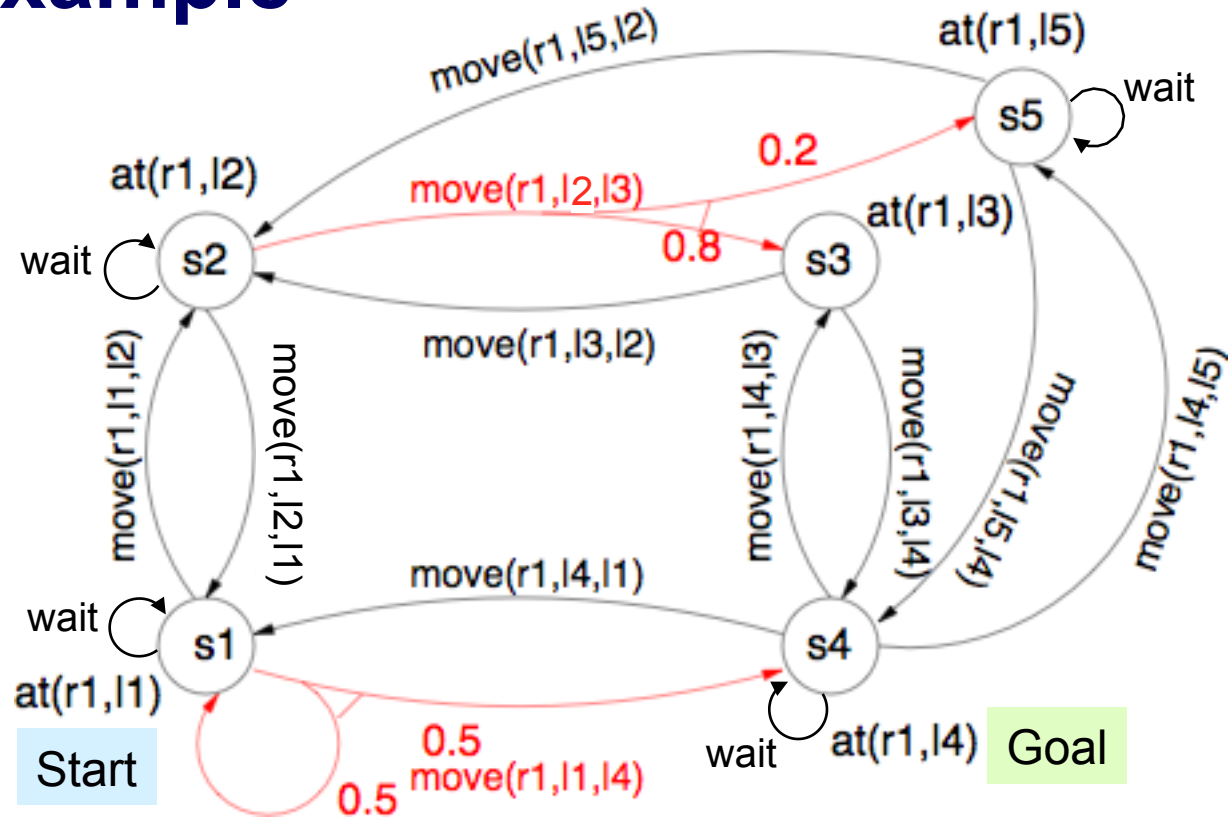 xample
at(r1,l5)
move(r1,l5,l2)
wait
s5
0.2
at(r1,l2)
move(r1,l2,l3)
at(r1,l3)
wait
s2
0.8
s3
move(r1,l3,l2)
move(r1,l1,l2)
move(r1,l2,l1)
move(r1,l4,l3)
move(r1,l3,l4)
move(r1,l5,l4)
move(r1,l4,l5)
move(r1,l4,l1)
wait
s1
s4
at(r1,l1)
Start
0.5
0.5
move(r1,l1,l4)
wait
at(r1,l4)
Goal